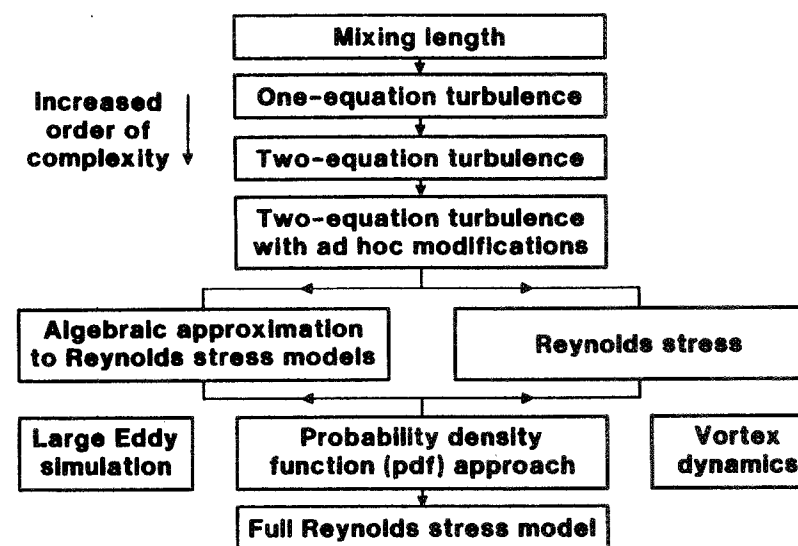 Mixing length
Increased
order of
complexity
One-equation turbulence
Two-equation turbulence
Two-equation turbulence
with ad hoc modifications
Algebraic approximation
to Reynolds stress models
Reynolds stress
Large Eddy
simulation
Probability density
function (pdf) approach
Vortex
dynamics
Full Reynolds stress model